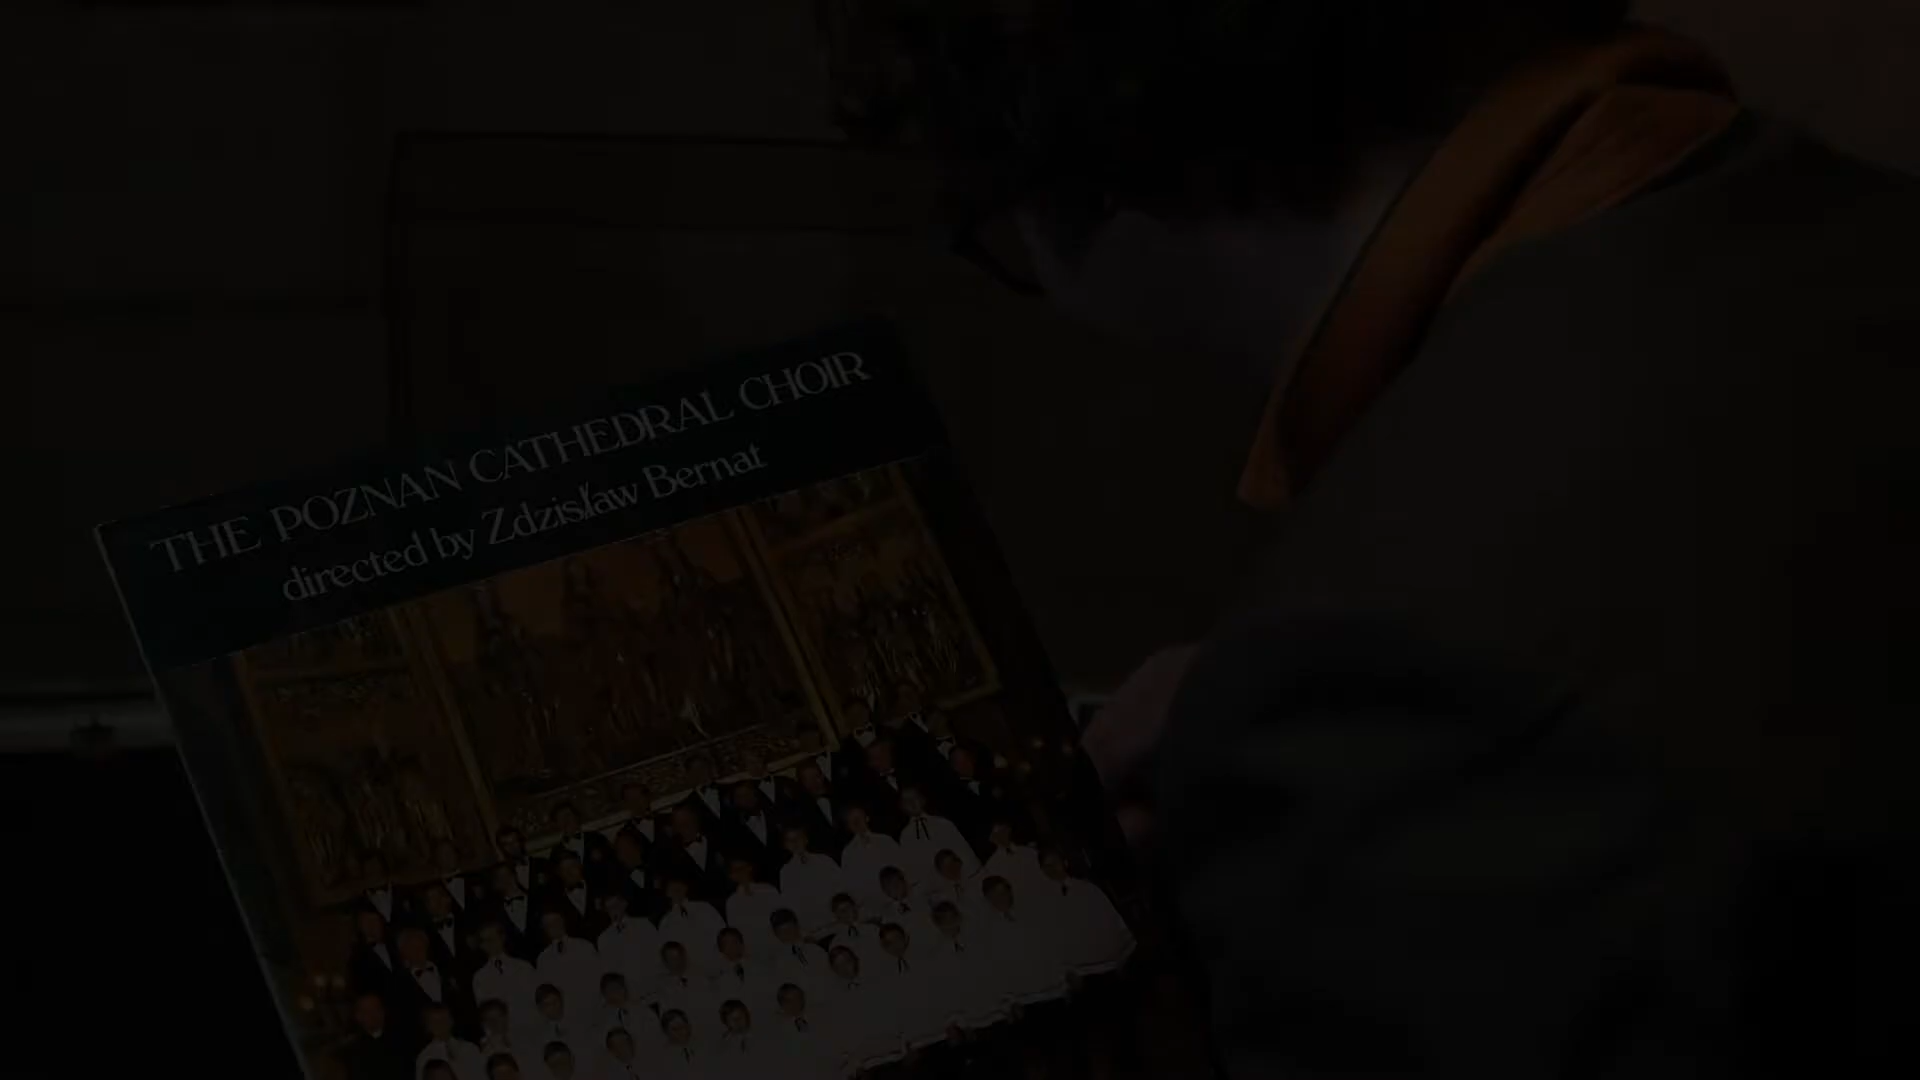 THE POZNAN CATHEDRAL CHOIR
directed by Zdzisław Bernat